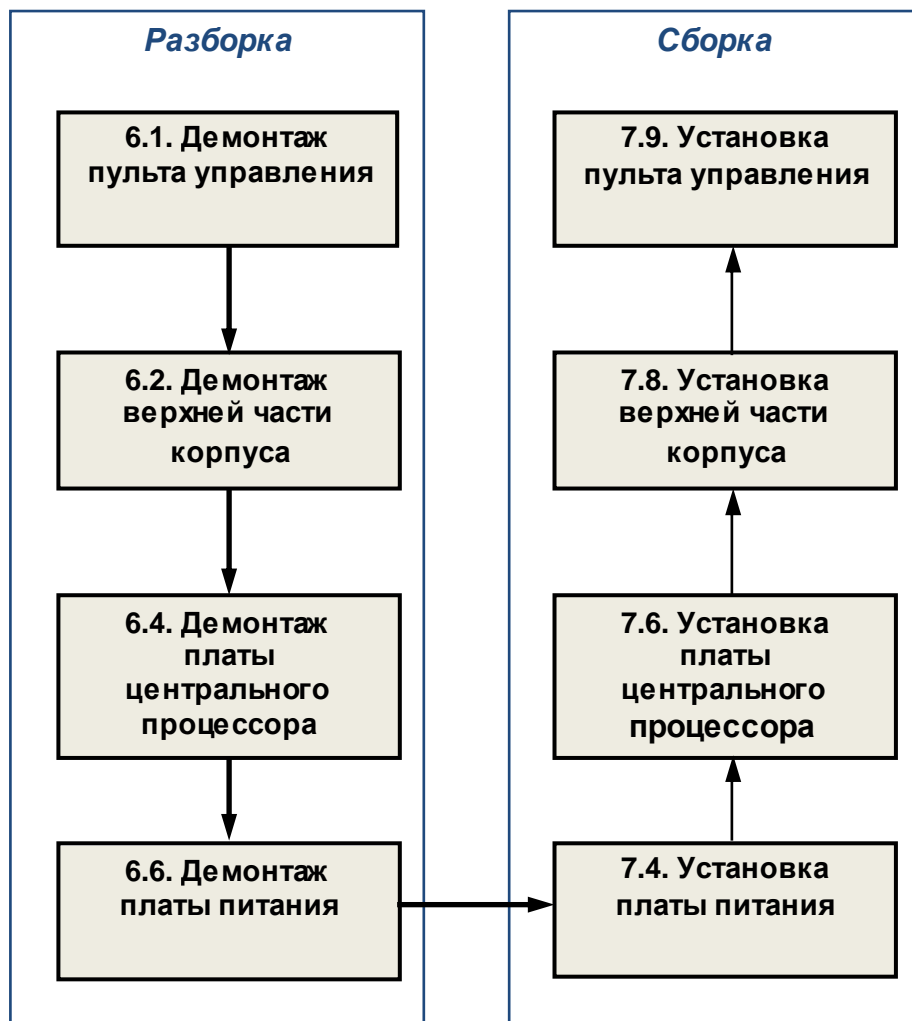 Разборка
6.1. Демонтаж
пульта управления
6.2. Демонтаж
верхней части
корпуса
6.4. Демонтаж
платы
центрального
процессора
6.6. Демонтаж
платы питания
Сборка
7.9. Установка
пульта управления
7.8. Установка
верхней части
корпуса
7.6. Установка
платы
центрального
процессора
7.4. Установка
платы питания